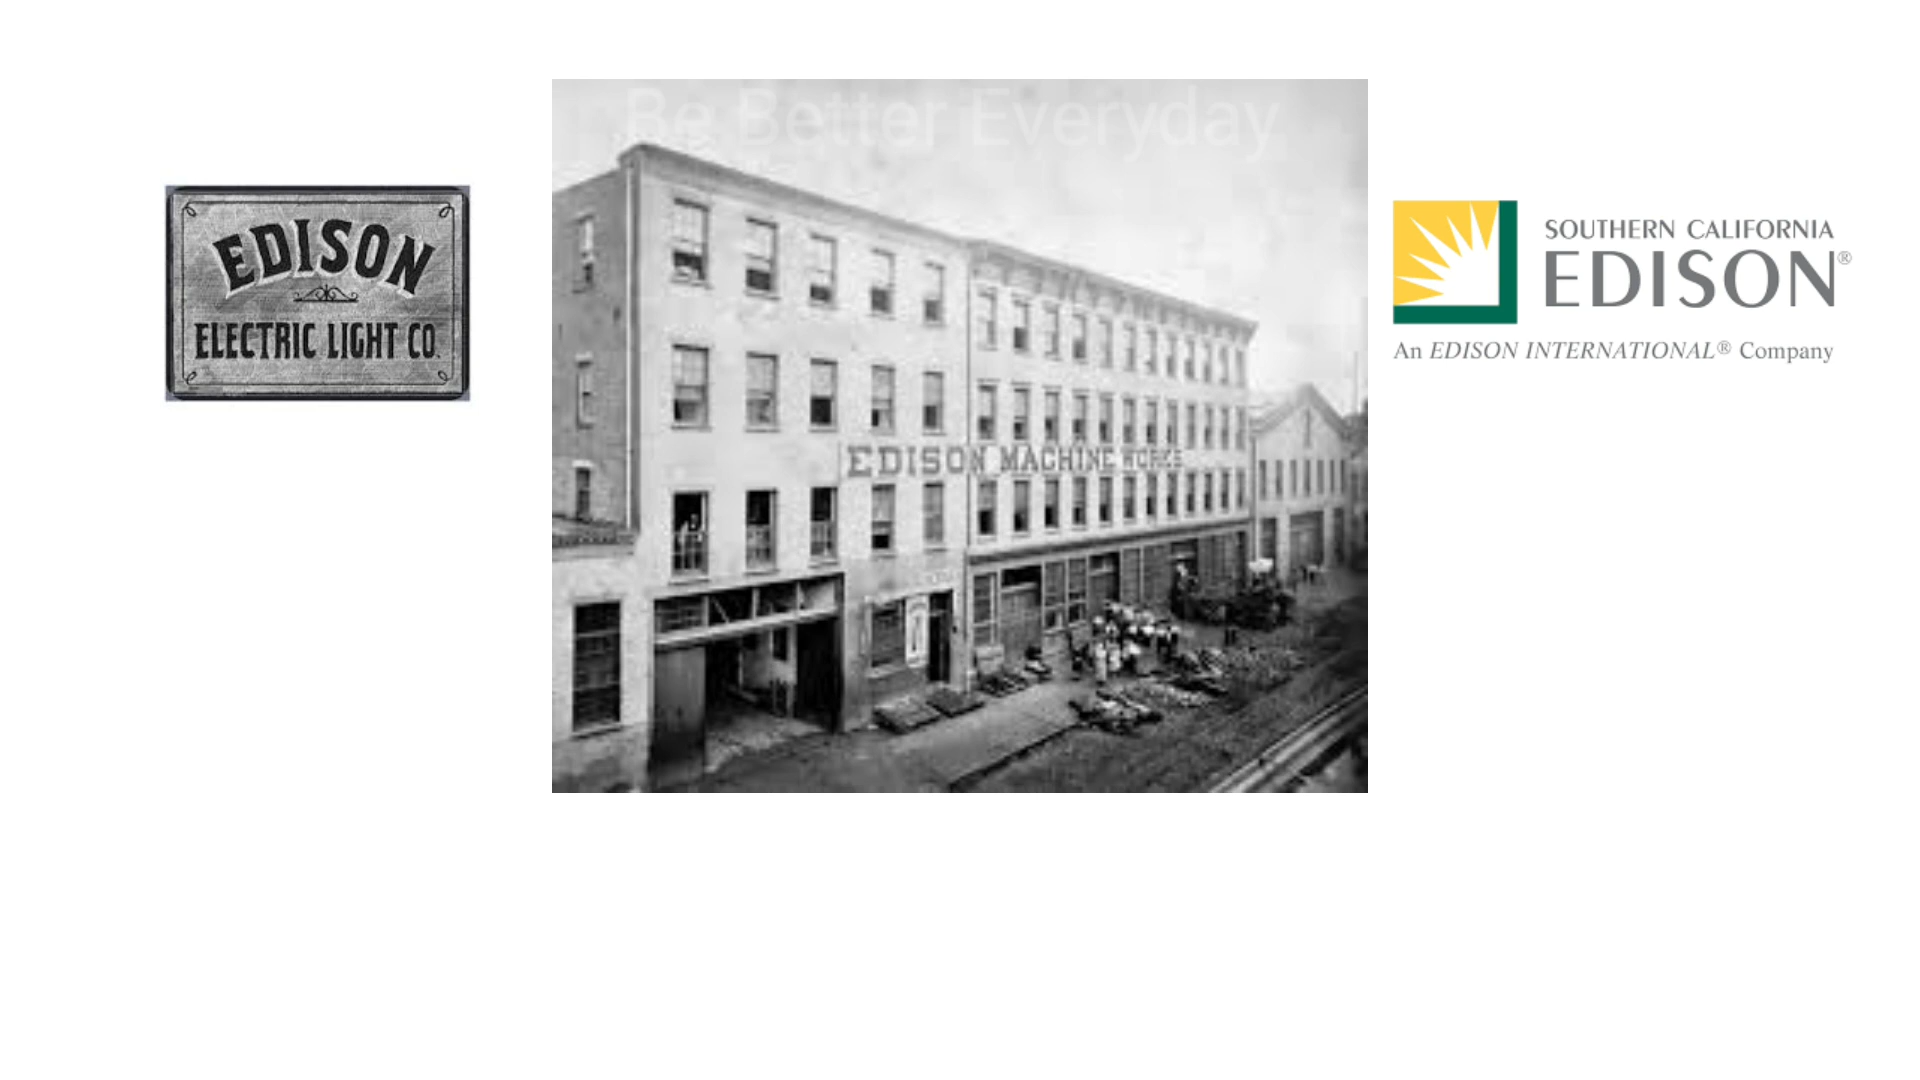 Be Better Everyday
EDISON
ELECTRIC LIGHT CO.
EDISON MACHINE WORKS
SOUTHERN CALIFORNIA
EDISON®
An EDISON INTERNATIONAL® Company